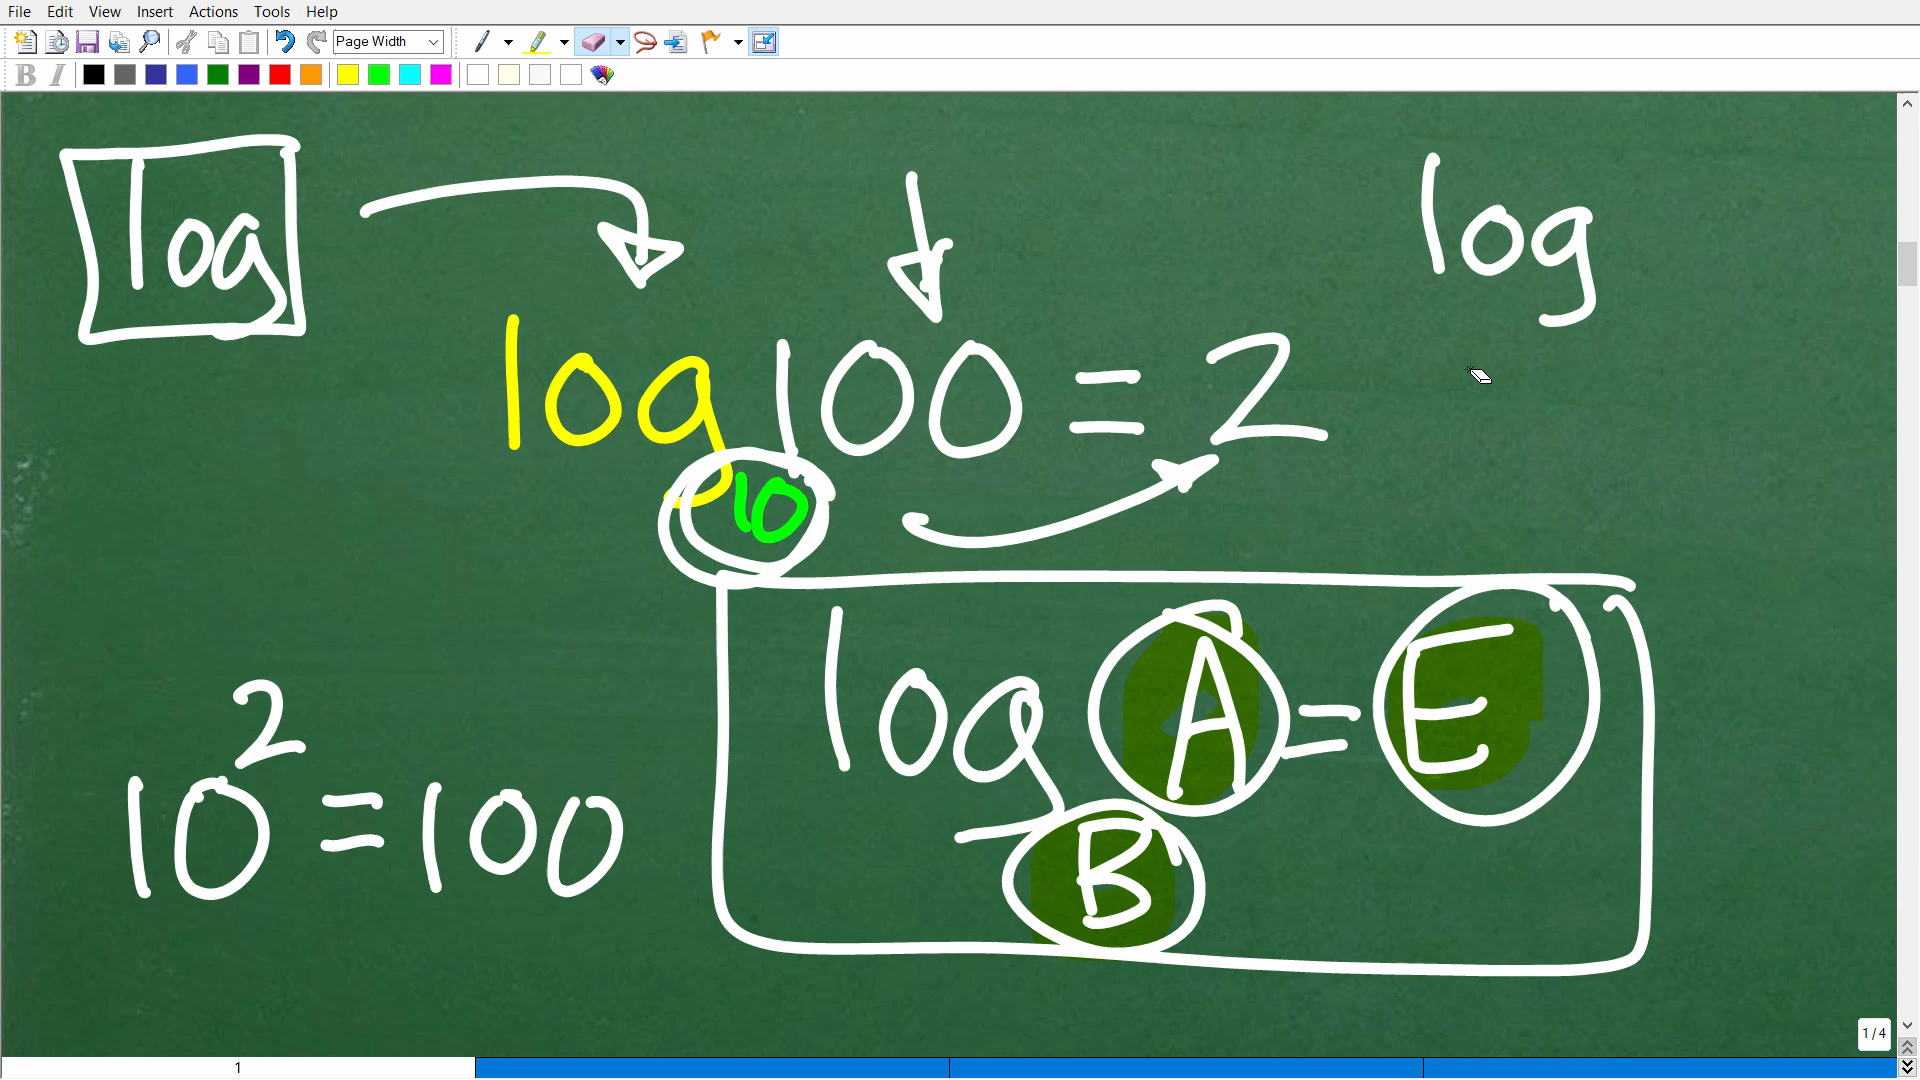 File Edit View Insert Actions Tools Help
Page Width
B I
log
log
log₁₀ 100 = 2
log_B A = E
10² = 100
1 / 4
1